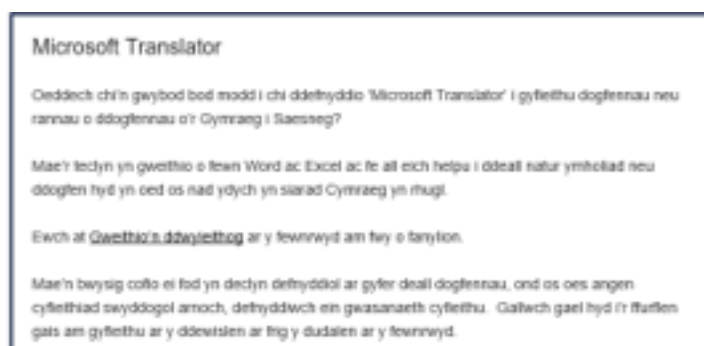 Microsoft Translator
Oeddech chi'n gwybod bod modd i chi ddefnyddio 'Microsoft Translator' i gyfieithu dogfennau neu
rannau o ddogfennau o'r Gymraeg i Saesneg?
Mae'r teclyn yn gweithio o fewn Word ac Excel ac fe all eich helpu i ddeall natur ymholiad neu
ddogfen hyd yn oed os nad ydych yn siarad Cymraeg yn rhugl.
Ewch at Gweithio'n ddwyieithog ar y fewnrwyd am fwy o fanylion.
Mae'n bwysig cofio ei fod yn declyn defnyddiol ar gyfer deall dogfennau, ond os oes angen
cyfieithiad swyddogol arnoch, defnyddiwch ein gwasanaeth cyfieithu. Gallwch gael hyd i'r ffurflen
gais am gyfieithu ar y ddewislen ar frig y dudalen ar y fewnrwyd.